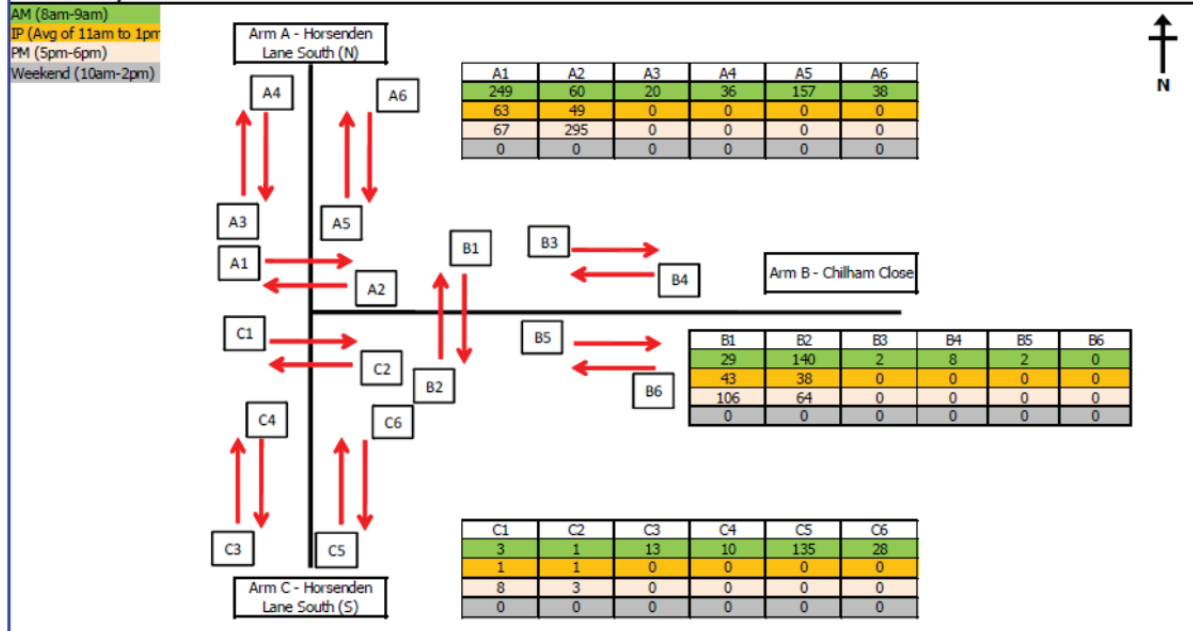 AM (8am-9am)
IP (Avg of 11am to 1pm
PM (5pm-6pm)
Weekend (10am-2pm)
Arm A - Horsenden
Lane South (N)
N
A4
A6
A3
A5
A1
A2
A1 A2 A3 A4 A5 A6
249 60 20 36 157 38
63 49 0 0 0 0
67 295 0 0 0 0
0 0 0 0 0 0
B1
B3
B4
Arm B - Chilham Close
C1
C2
B2
B5
B6
B1 B2 B3 B4 B5 B6
29 140 2 8 2 0
43 38 0 0 0 0
106 64 0 0 0 0
0 0 0 0 0 0
C4
C6
C3
C5
C1 C2 C3 C4 C5 C6
3 1 13 10 135 28
1 1 0 0 0 0
8 3 0 0 0 0
0 0 0 0 0 0
Arm C - Horsenden
Lane South (S)